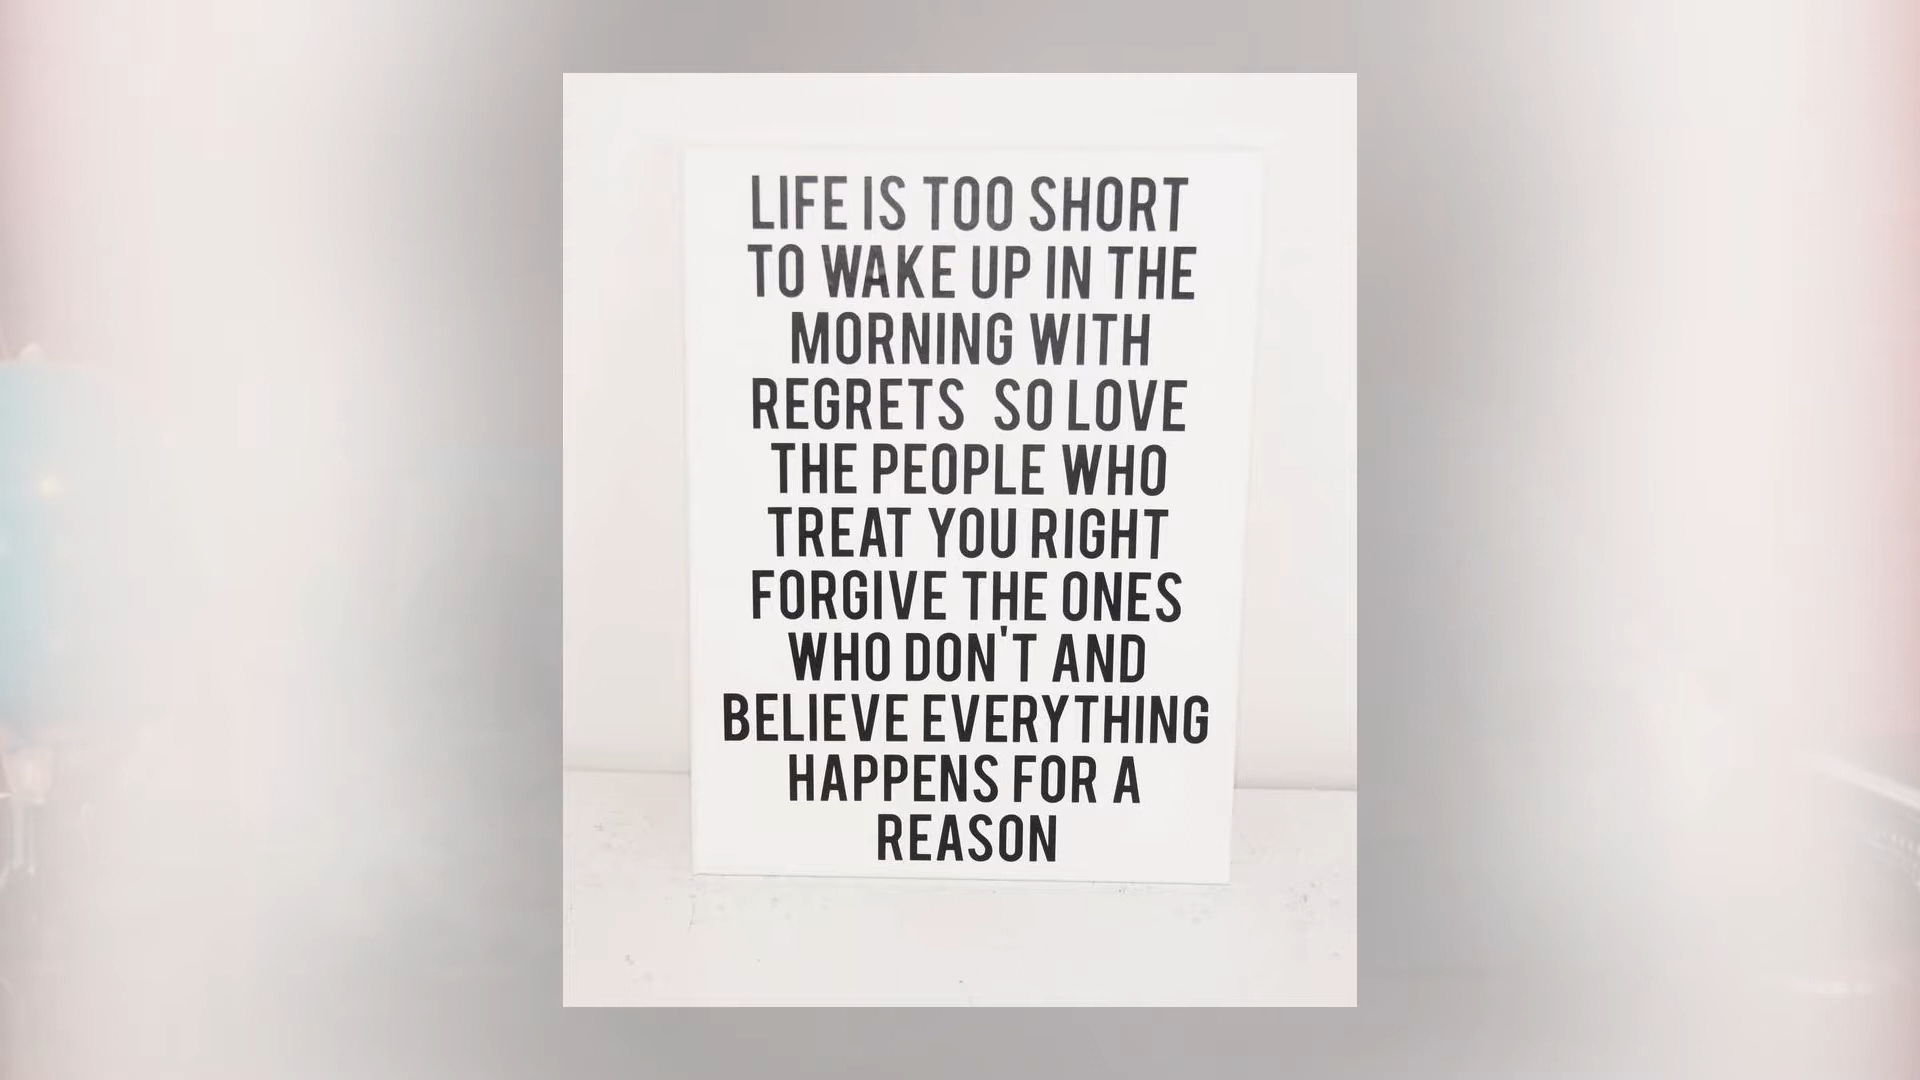 LIFE IS TOO SHORT
TO WAKE UP IN THE
MORNING WITH
REGRETS SO LOVE
THE PEOPLE WHO
TREAT YOU RIGHT
FORGIVE THE ONES
WHO DON'T AND
BELIEVE EVERYTHING
HAPPENS FOR A
REASON